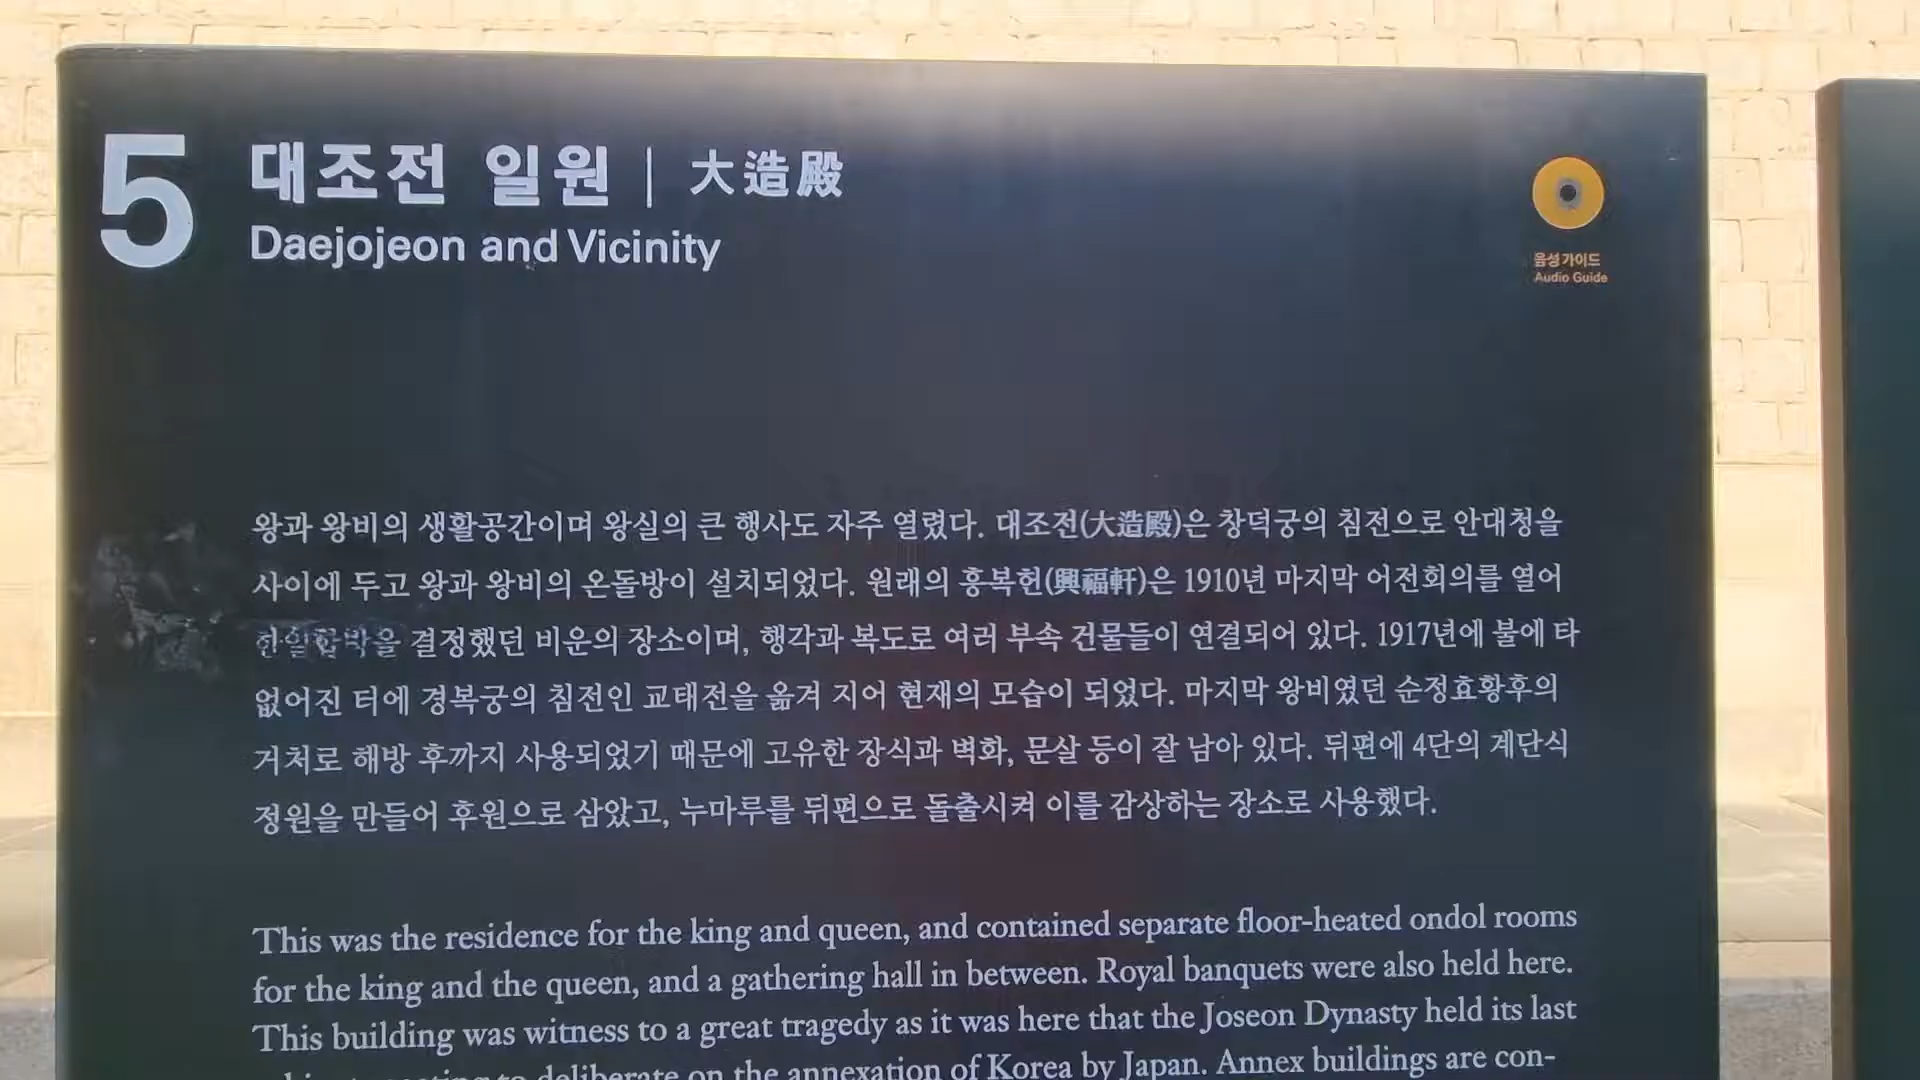 5
대조전 일원 | 大造殿
Daejojeon and Vicinity
음성 가이드
Audio Guide
왕과 왕비의 생활공간이며 왕실의 큰 행사도 자주 열렸다. 대조전(大造殿)은 창덕궁의 침전으로 안대청을
사이에 두고 왕과 왕비의 온돌방이 설치되었다. 원래의 흥복헌(興福軒)은 1910년 마지막 어전회의를 열어
한일합박을 결정했던 비운의 장소이며, 행각과 복도로 여러 부속 건물들이 연결되어 있다. 1917년에 불에 타
없어진 터에 경복궁의 침전인 교태전을 옮겨 지어 현재의 모습이 되었다. 마지막 왕비였던 순정효황후의
거처로 해방 후까지 사용되었기 때문에 고유한 장식과 벽화, 문살 등이 잘 남아 있다. 뒤편에 4단의 계단식
정원을 만들어 후원으로 삼았고, 누마루를 뒤편으로 돌출시켜 이를 감상하는 장소로 사용했다.
This was the residence for the king and queen, and contained separate floor-heated ondol rooms
for the king and the queen, and a gathering hall in between. Royal banquets were also held here.
This building was witness to a great tragedy as it was here that the Joseon Dynasty held its last
to deliberate on the annexation of Korea by Japan. Annex buildings are con-